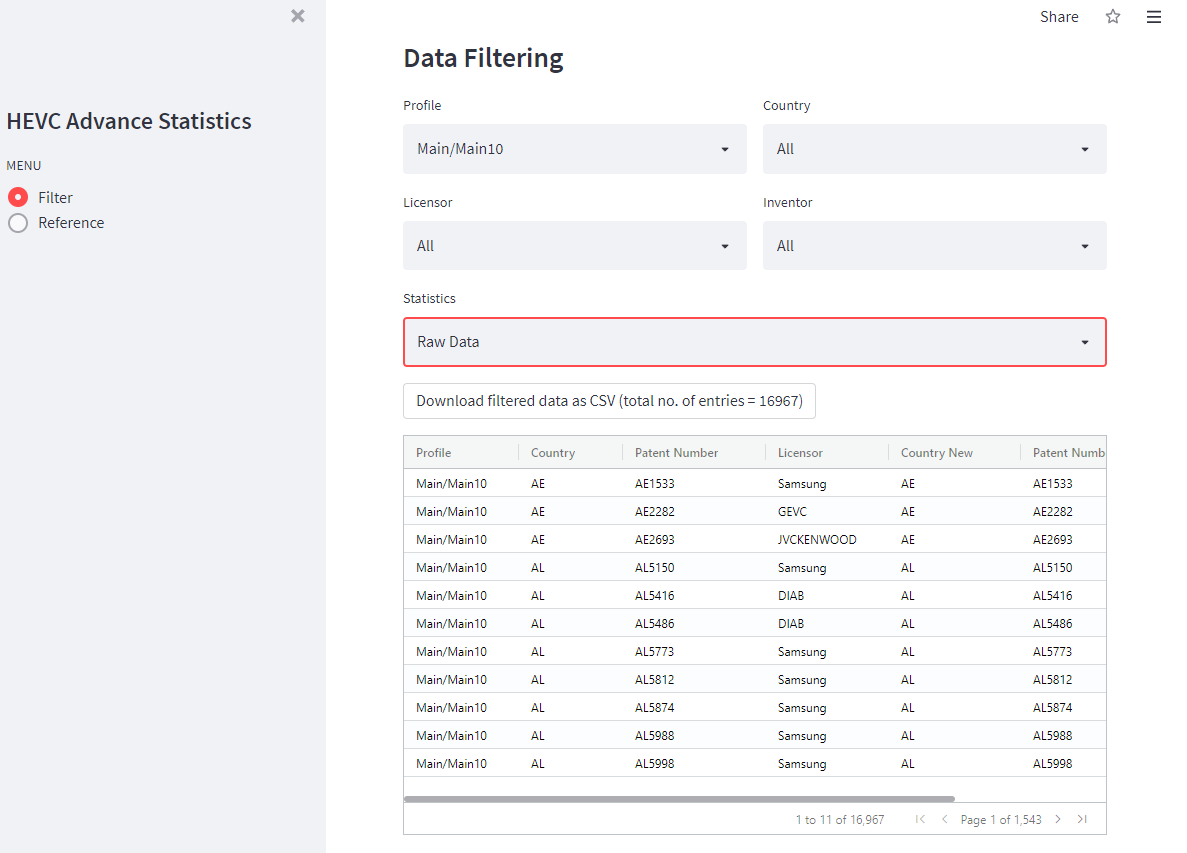 Share
HEVC Advance Statistics
MENU
Filter
Reference
Data Filtering
Profile Country
Main/Main10 All
Licensor Inventor
All All
Statistics
Raw Data
Download filtered data as CSV (total no. of entries = 16967)
Profile Country Patent Number Licensor Country New Patent Numb
Main/Main10 AE AE1533 Samsung AE AE1533
Main/Main10 AE AE2282 GEVC AE AE2282
Main/Main10 AE AE2693 JVCKENWOOD AE AE2693
Main/Main10 AL AL5150 Samsung AL AL5150
Main/Main10 AL AL5416 DIAB AL AL5416
Main/Main10 AL AL5486 DIAB AL AL5486
Main/Main10 AL AL5773 Samsung AL AL5773
Main/Main10 AL AL5812 Samsung AL AL5812
Main/Main10 AL AL5874 Samsung AL AL5874
Main/Main10 AL AL5988 Samsung AL AL5988
Main/Main10 AL AL5998 Samsung AL AL5998
1 to 11 of 16,967 Page 1 of 1,543